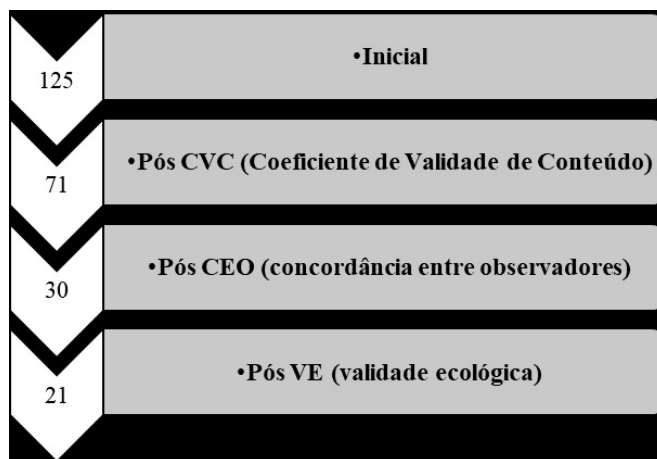 125
•Inicial
71
•Pós CVC (Coeficiente de Validade de Conteúdo)
30
•Pós CEO (concordância entre observadores)
21
•Pós VE (validade ecológica)